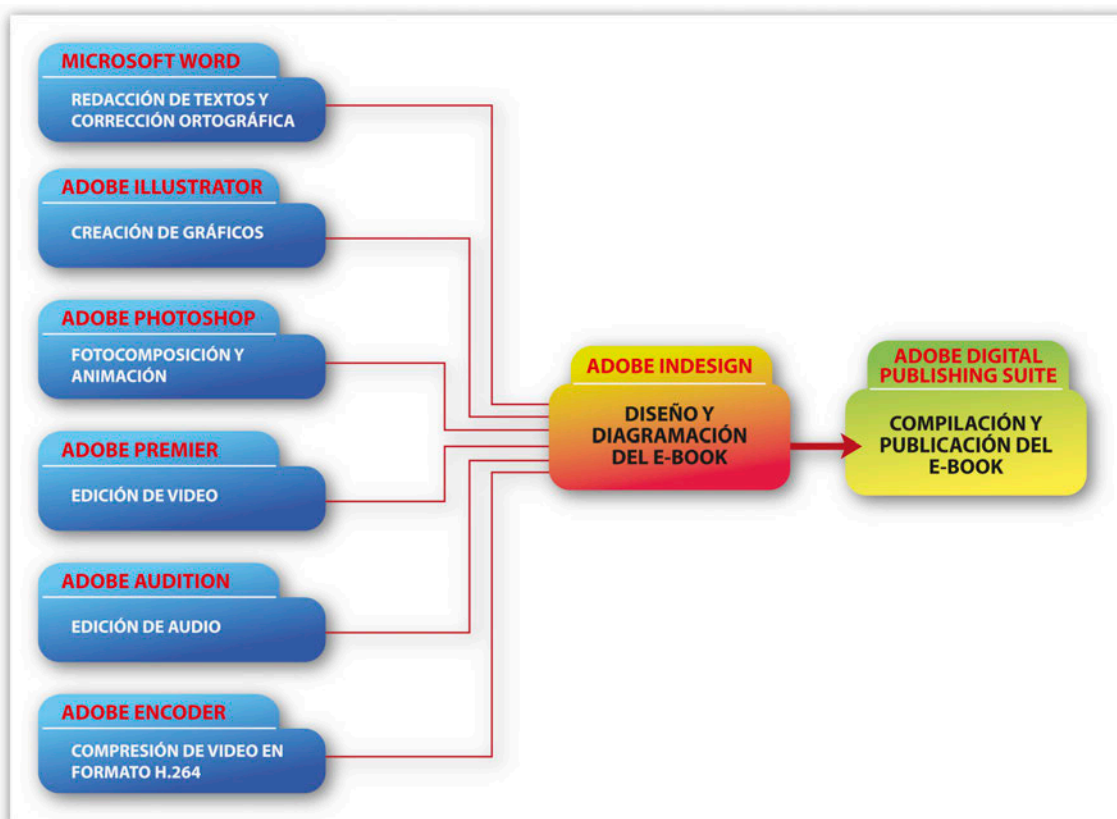 MICROSOFT WORD
REDACCIÓN DE TEXTOS Y
CORRECCIÓN ORTOGRÁFICA
ADOBE ILLUSTRATOR
CREACIÓN DE GRÁFICOS
ADOBE PHOTOSHOP
FOTOCOMPOSICIÓN Y
ANIMACIÓN
ADOBE PREMIER
EDICIÓN DE VIDEO
ADOBE AUDITION
EDICIÓN DE AUDIO
ADOBE ENCODER
COMPRESIÓN DE VIDEO EN
FORMATO H.264
ADOBE INDESIGN
DISEÑO Y
DIAGRAMACIÓN
DEL E-BOOK
ADOBE DIGITAL
PUBLISHING SUITE
COMPILACIÓN Y
PUBLICACIÓN DEL
E-BOOK